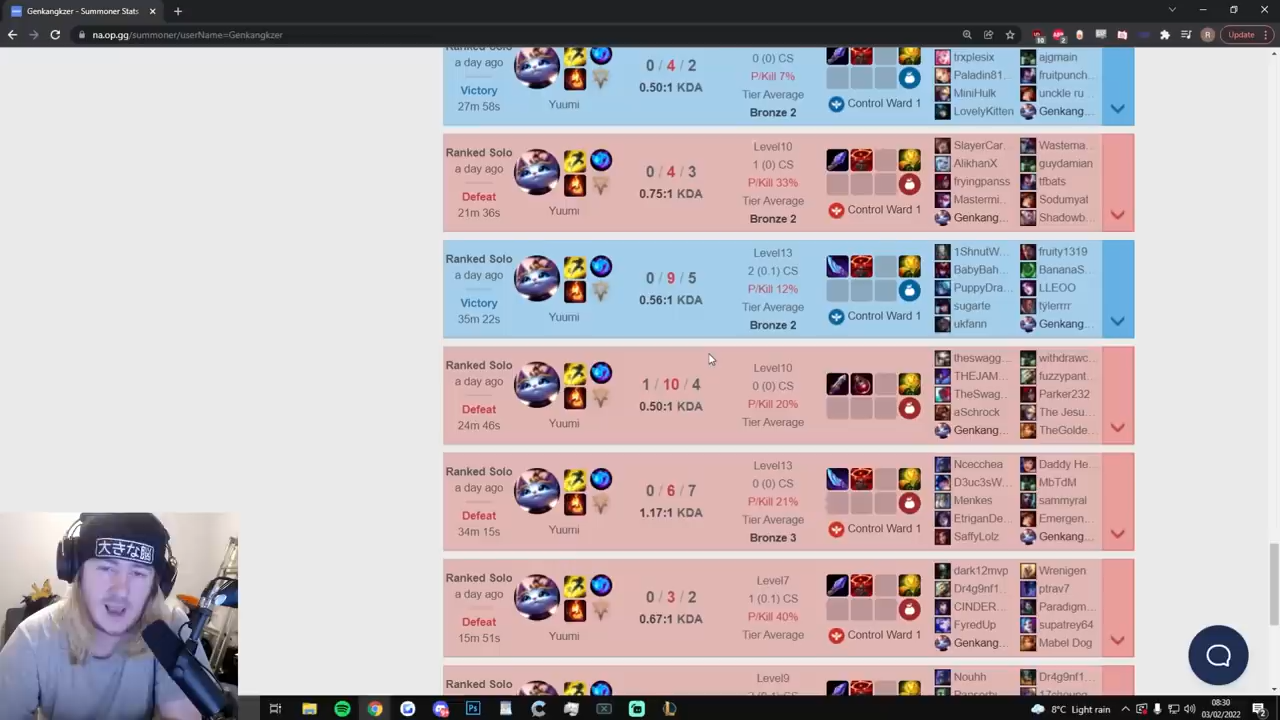 Genkangkzer - Summoner Stats
na.op.gg/summoner/userName=Genkangkzer
Update
Ranked Solo
a day ago
Victory
27m 58s
Yuumi
0 / 4 / 2
0.50:1 KDA
0 (0) CS
P/Kill 7%
Tier Average
Bronze 2
Control Ward 1
trxplesix
Paladin81...
MiniHulk
LovelyKitten
ajgmain
fruitpunch...
unckle ru...
Genkang...
Ranked Solo
a day ago
Defeat
21m 36s
Yuumi
0 / 4 / 3
0.75:1 KDA
Level10
1 (0) CS
P/Kill 33%
Tier Average
Bronze 2
Control Ward 1
SlayerCar...
AlikhanX
fryingpanss
Mastermi...
Genkang...
Wastema...
guydamian
tfbats
Sodumyat
Shadowb...
Ranked Solo
a day ago
Victory
35m 22s
Yuumi
0 / 9 / 5
0.56:1 KDA
Level13
2 (0.1) CS
P/Kill 12%
Tier Average
Bronze 2
Control Ward 1
1ShnutW...
BabyBah...
PuppyDra...
sugarte
ukfann
fruity1319
BananaS...
LLEOO
týlerrrr
Genkang...
Ranked Solo
a day ago
Defeat
24m 46s
Yuumi
1 / 10 / 4
0.50:1 KDA
Level10
0 (0) CS
P/Kill 20%
Tier Average
theswagg...
THEJAM...
TheSwag...
aSchrock
Genkang...
withdrawc...
fuzzypant...
Parker232
The Jesu...
TheGolde...
Ranked Solo
a day ago
Defeat
34m 15s
Yuumi
0 / 6 / 7
1.17:1 KDA
Level13
0 (0) CS
P/Kill 21%
Tier Average
Bronze 3
Control Ward 1
Ncecchea
D3uc3sW...
Menkes
EtriganDe...
SaffyLolz
Daddy He...
MbTdM
sammyral
Emergen...
Genkang...
Ranked Solo
a day ago
Defeat
15m 51s
Yuumi
0 / 3 / 2
0.67:1 KDA
Level7
1 (0.1) CS
P/Kill 40%
Tier Average
Control Ward 1
dark12mvp
Dr4g9nf1...
CINDER...
FyredUp
Genkang...
Wrenigen
ptrav7
Paradigm...
supatrey64
Mabel Dog
Ranked Solo
Level9
Nouhh
Dr4g9nf1...
大きな脳
8°C Light rain
08:30
03/02/2022